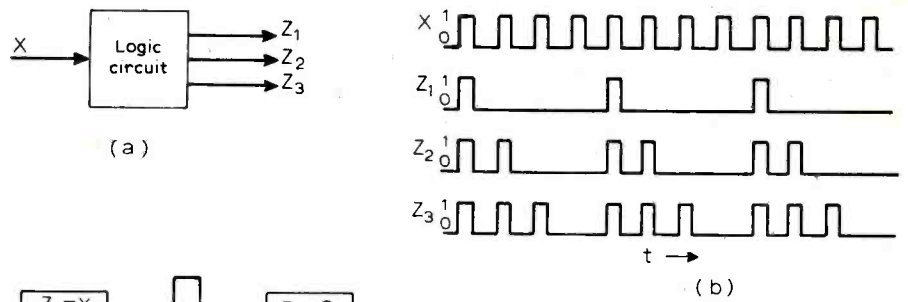 X
Logic
circuit
Z₁
Z₂
Z₃
(a)
X 1
0
Z₁ 1
0
Z₂ 1
0
Z₃ 1
0
t →
(b)